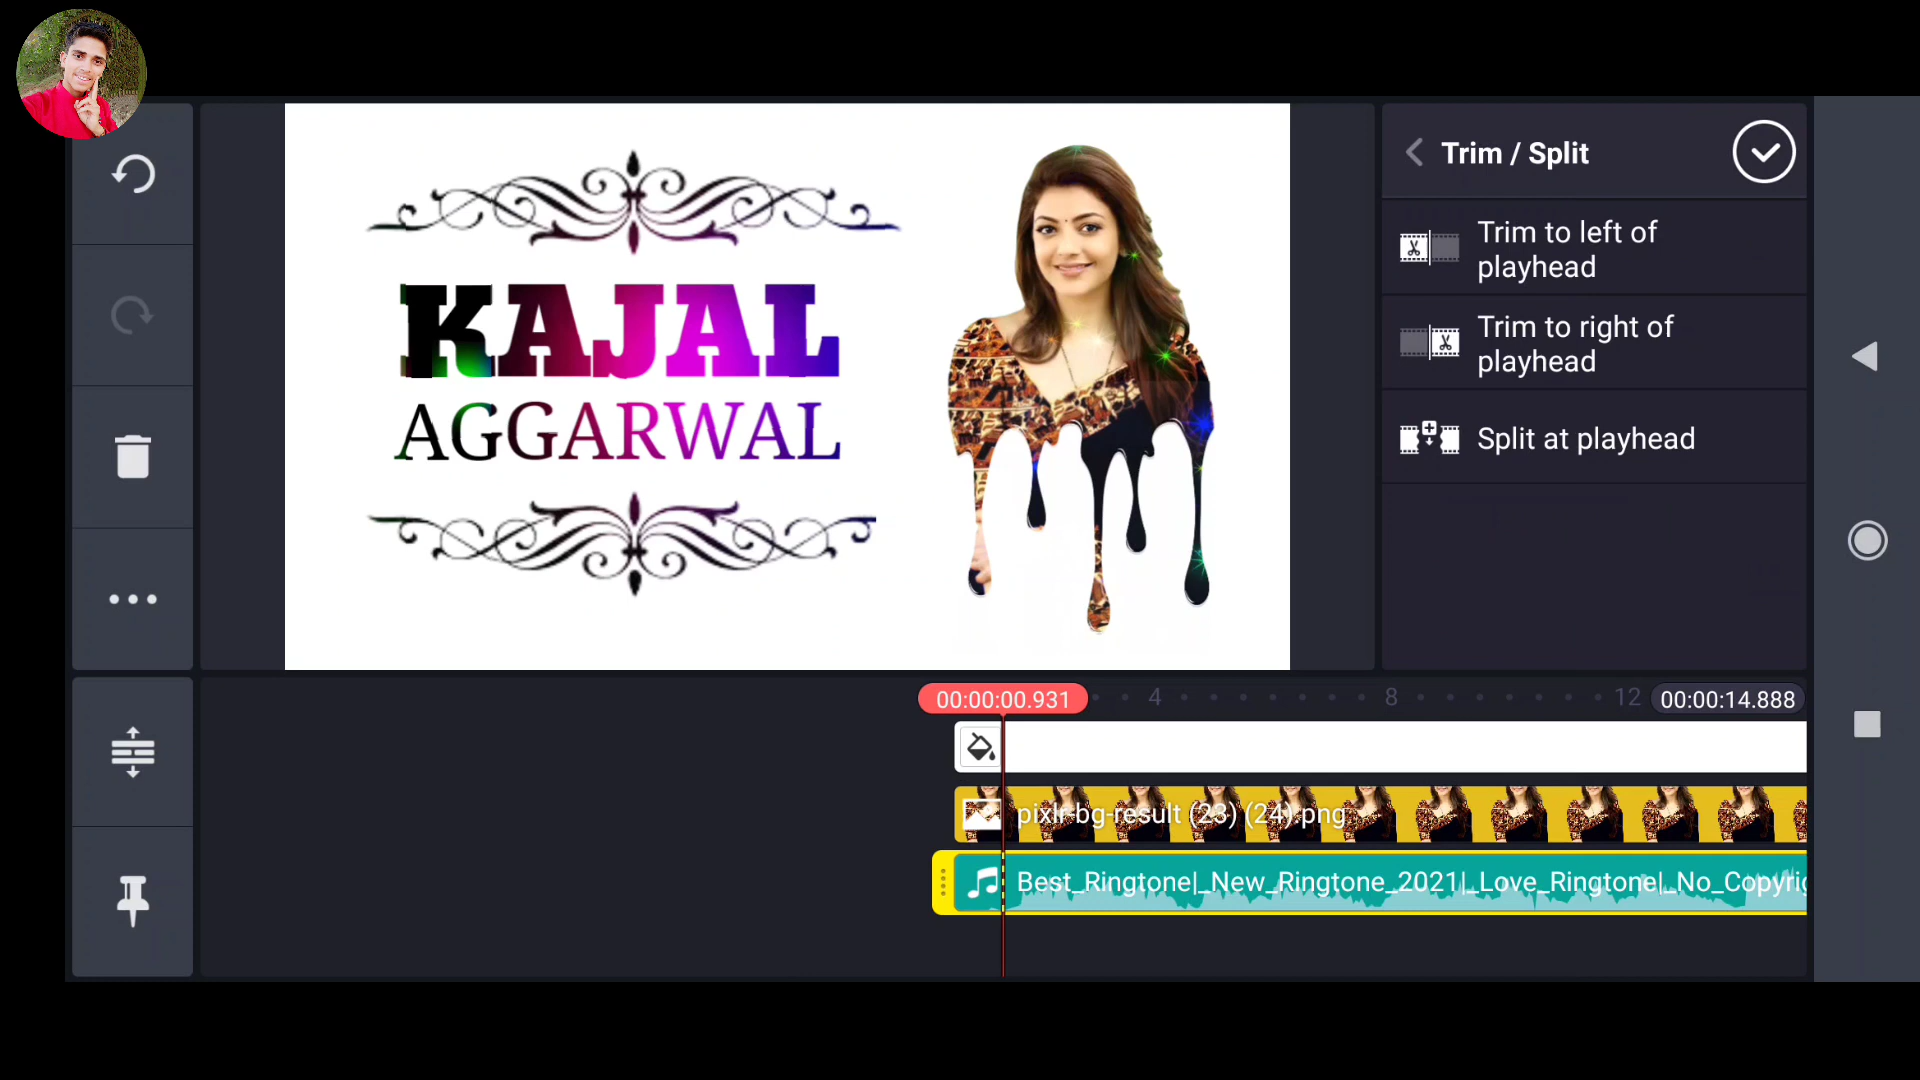 Trim / Split
Trim to left of
playhead
Trim to right of
playhead
Split at playhead
KAJAL
AGGARWAL
00:00:00.931
4
8
12
00:00:14.888
pixlr-bg-result (23) (24).png
Best_Ringtone|_New_Ringtone_2021|_Love_Ringtone|_No_Copyrig